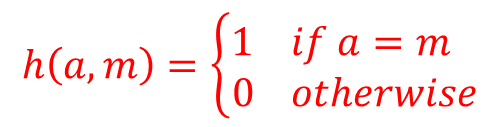 h(a, m) = {1 if a = m
0 otherwise